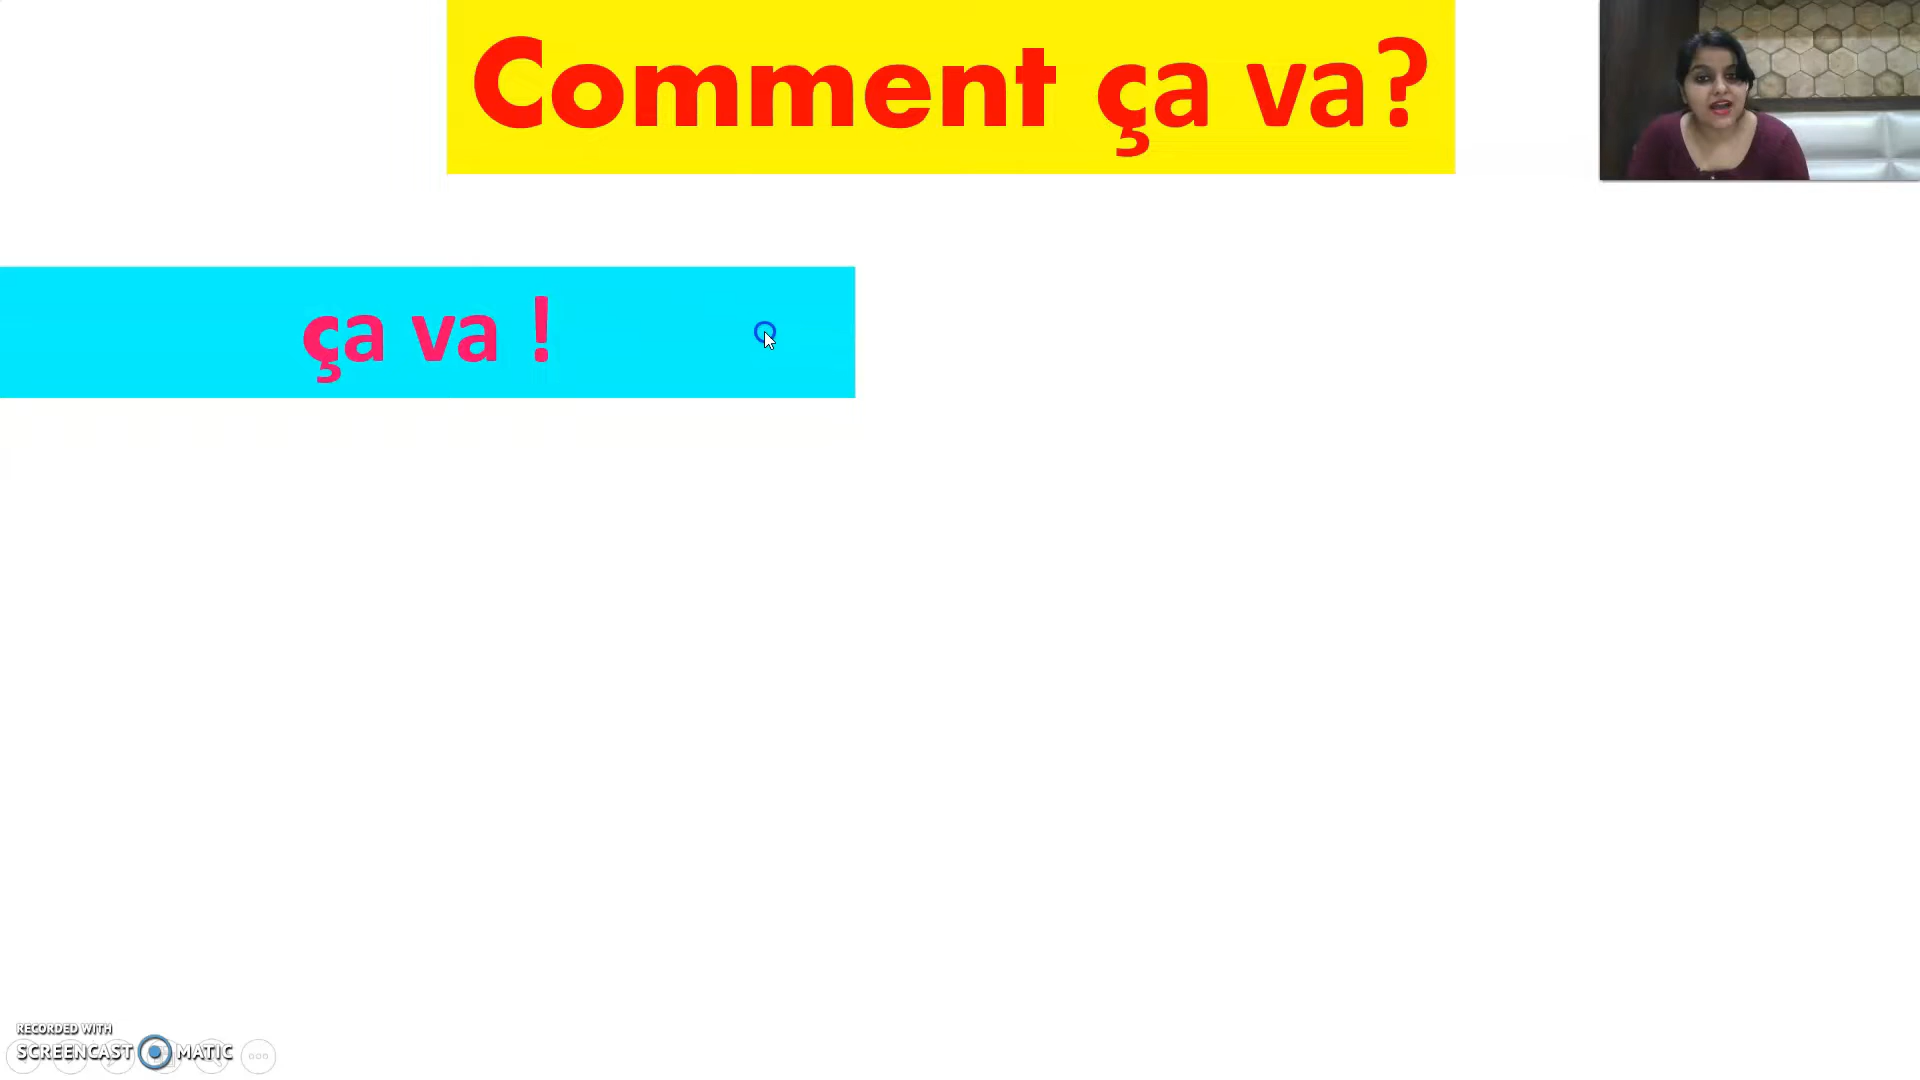 Comment ça va?
ça va !
RECORDED WITH
SCREENCAST MATIC